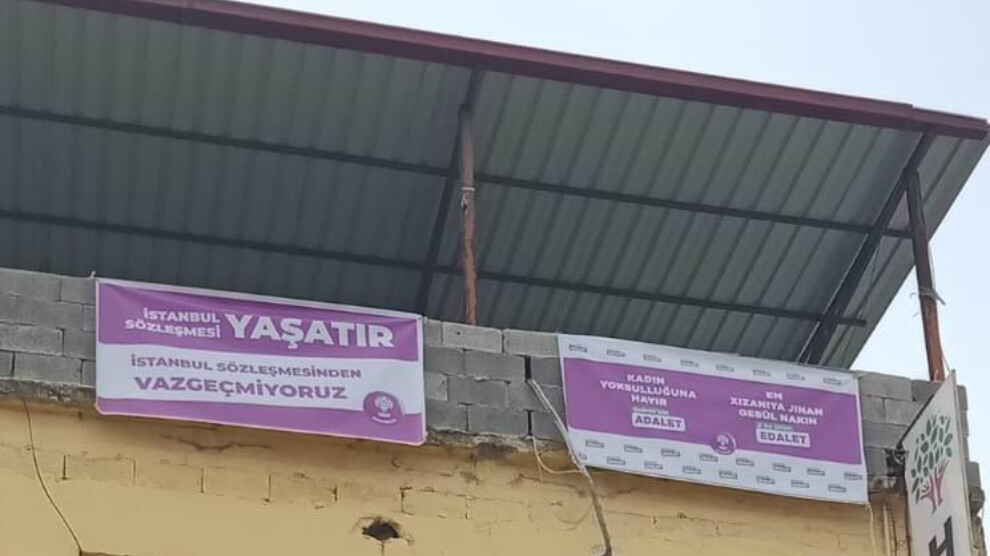 İSTANBUL
SÖZLEŞMESİ YAŞATIR
İSTANBUL SÖZLEŞMESİNDEN
VAZGEÇMİYORUZ
KADIN
YOKSULLUĞUNA
HAYIR
ADALET
EM
XIZANIYA JINAN
QEBÛL NAKIN
EDALET
H